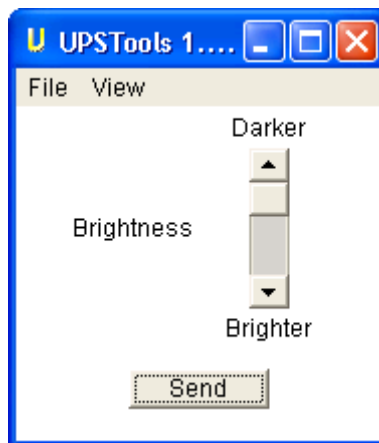 UPSTools 1....
File View
Darker
Brightness
Brighter
Send